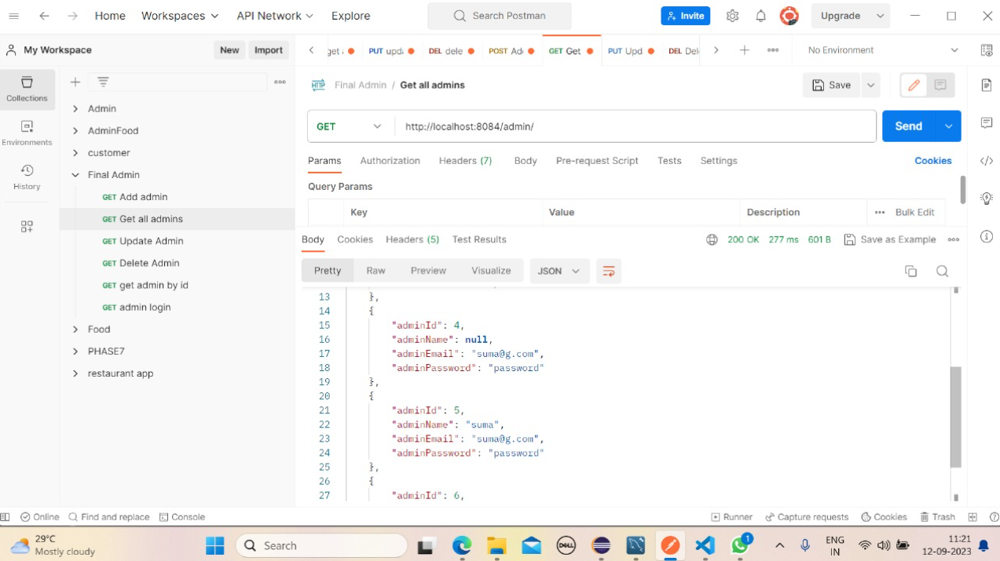 Home Workspaces API Network Explore Search Postman Invite Upgrade
My Workspace New Import
get PUT upda DEL dele POST Ad GET Get PUT Upd DEL Del No Environment
Collections
Environments
History
Admin
AdminFood
customer
Final Admin
GET Add admin
GET Get all admins
GET Update Admin
GET Delete Admin
GET get admin by id
GET admin login
Food
PHASE7
restaurant app
HTTP Final Admin / Get all admins Save
GET http://localhost:8084/admin/ Send
Params Authorization Headers (7) Body Pre-request Script Tests Settings Cookies
Query Params
Key Value Description Bulk Edit
Body Cookies Headers (5) Test Results 200 OK 277 ms 601 B Save as Example
Pretty Raw Preview Visualize JSON
13 },
14 {
15 "adminId": 4,
16 "adminName": null,
17 "adminEmail": "suma@g.com",
18 "adminPassword": "password"
19 },
20 {
21 "adminId": 5,
22 "adminName": "suma",
23 "adminEmail": "suma@g.com",
24 "adminPassword": "password"
25 },
26 {
27 "adminId": 6,
Online Find and replace Console Runner Capture requests Cookies Trash
29°C
Mostly cloudy
Search
DELL
1
ENG
IN
11:21
12-09-2023